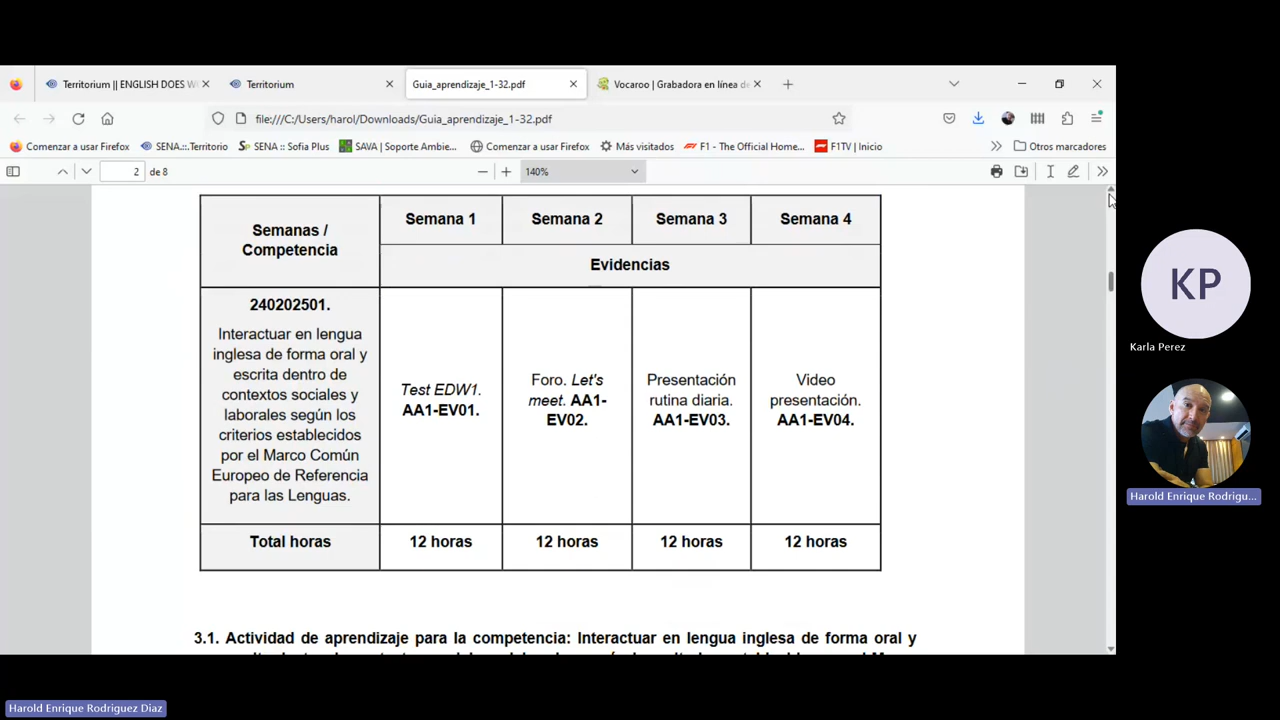 Territorium || ENGLISH DOES W
Territorium
Guia_aprendizaje_1-32.pdf
Vocaroo | Grabadora en línea de
file:///C:/Users/harol/Downloads/Guia_aprendizaje_1-32.pdf
Comenzar a usar Firefox
SENA.::.Territorio
SENA :: Sofia Plus
SAVA | Soporte Ambie...
Comenzar a usar Firefox
Más visitados
F1 - The Official Home...
F1TV | Inicio
Otros marcadores
2 de 8
140%
Semanas /
Competencia
Semana 1
Semana 2
Semana 3
Semana 4
Evidencias
240202501.
Interactuar en lengua
inglesa de forma oral y
escrita dentro de
contextos sociales y
laborales según los
criterios establecidos
por el Marco Común
Europeo de Referencia
para las Lenguas.
Test EDW1.
AA1-EV01.
Foro. Let's
meet. AA1-
EV02.
Presentación
rutina diaria.
AA1-EV03.
Video
presentación.
AA1-EV04.
Total horas
12 horas
12 horas
12 horas
12 horas
3.1. Actividad de aprendizaje para la competencia: Interactuar en lengua inglesa de forma oral y
KP
Karla Perez
Harold Enrique Rodrigu...
Harold Enrique Rodriguez Diaz